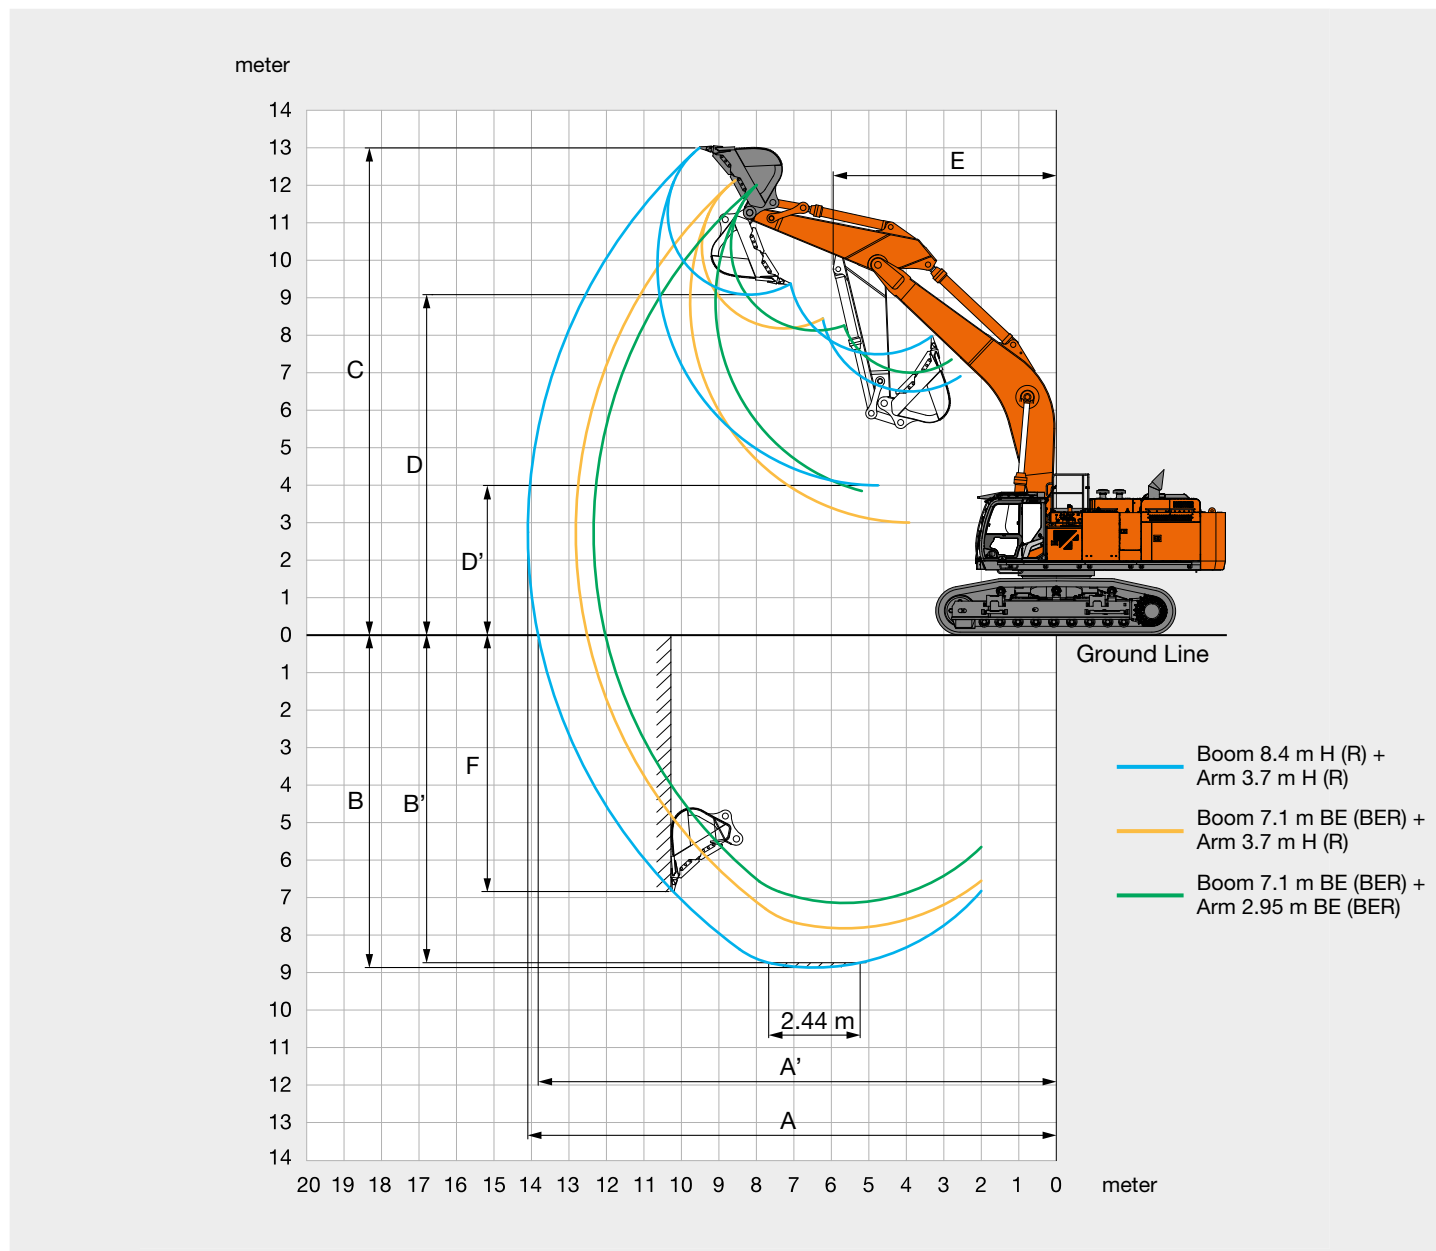 meter
14
13
12
11
10
9
8
7
6
5
4
3
2
1
0
1
2
3
4
5
6
7
8
9
10
11
12
13
14
20 19 18 17 16 15 14 13 12 11 10 9 8 7 6 5 4 3 2 1 0 meter
E
C
D
D’
F
B
B’
2.44 m
A’
A
Ground Line
Boom 8.4 m H (R) +
Arm 3.7 m H (R)
Boom 7.1 m BE (BER) +
Arm 3.7 m H (R)
Boom 7.1 m BE (BER) +
Arm 2.95 m BE (BER)